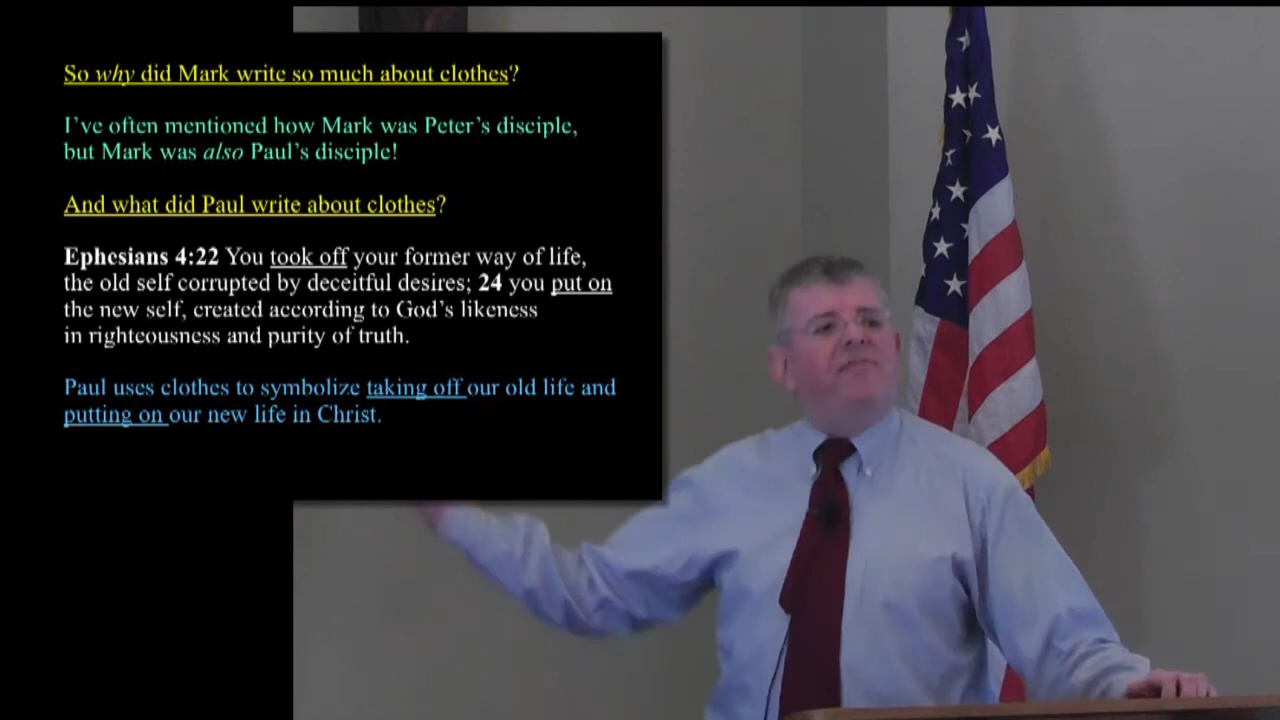 So why did Mark write so much about clothes?
I've often mentioned how Mark was Peter's disciple,
but Mark was also Paul's disciple!
And what did Paul write about clothes?
Ephesians 4:22 You took off your former way of life,
the old self corrupted by deceitful desires; 24 you put on
the new self, created according to God's likeness
in righteousness and purity of truth.
Paul uses clothes to symbolize taking off our old life and
putting on our new life in Christ.